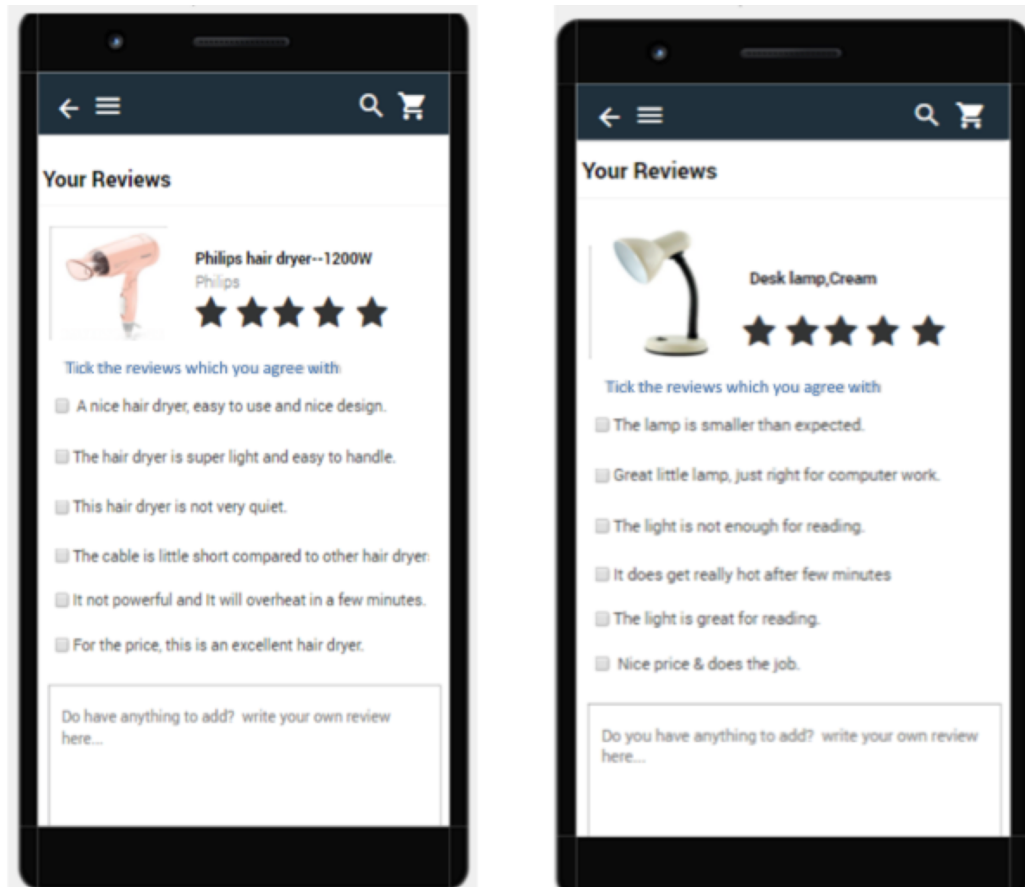 Your Reviews
Philips hair dryer--1200W
Philips
Tick the reviews which you agree with
A nice hair dryer, easy to use and nice design.
The hair dryer is super light and easy to handle.
This hair dryer is not very quiet.
The cable is little short compared to other hair dryer
It not powerful and It will overheat in a few minutes.
For the price, this is an excellent hair dryer.
Do have anything to add? write your own review
here...
Your Reviews
Desk lamp,Cream
Tick the reviews which you agree with
The lamp is smaller than expected.
Great little lamp, just right for computer work.
The light is not enough for reading.
It does get really hot after few minutes
The light is great for reading.
Nice price & does the job.
Do you have anything to add? write your own review
here...